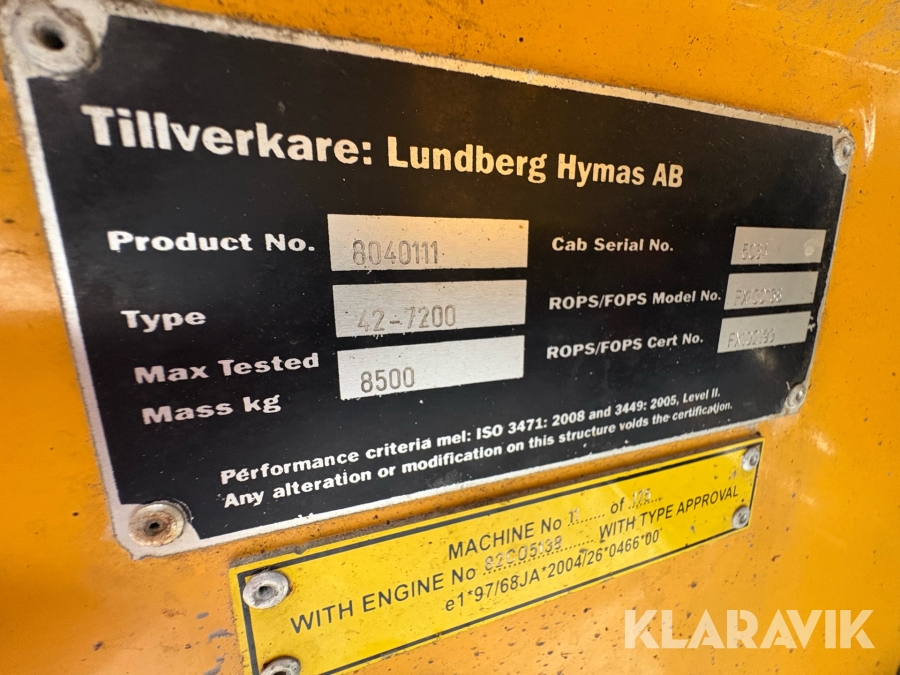 Tillverkare: Lundberg Hymas AB
Product No. 8040111
Type 42-7200
Max Tested
Mass kg 8500
Cab Serial No.
ROPS/FOPS Model No.
ROPS/FOPS Cert No.
Performance criteria mel: ISO 3471: 2008 and 3449: 2005, Level II.
Any alteration or modification on this structure voids the certification.
MACHINE No of
WITH ENGINE No WITH TYPE APPROVAL
e1*97/68JA*2004/26*0466*00
KLARAVIK